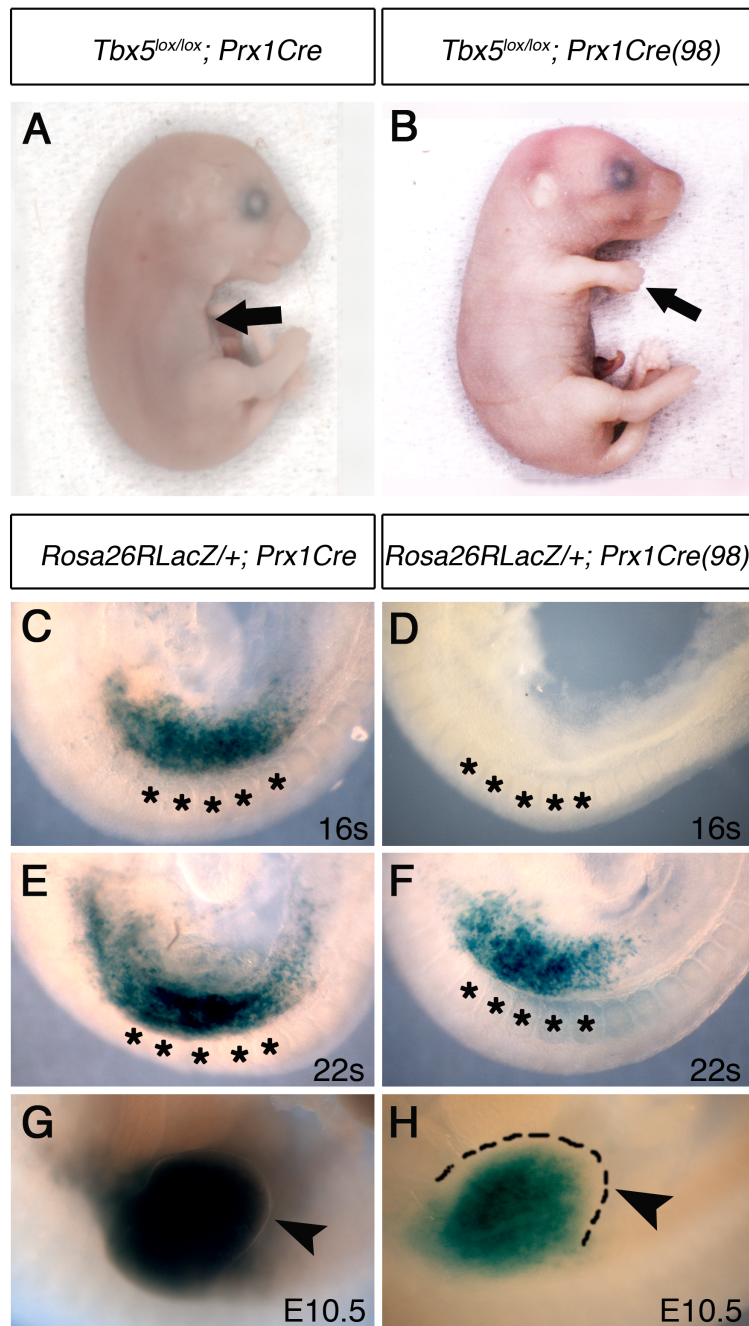 Tbx5lox/lox; Prx1Cre
Tbx5lox/lox; Prx1Cre(98)
A
B
Rosa26RLacZ/+; Prx1Cre
Rosa26RLacZ/+; Prx1Cre(98)
C
* * * * *
16s
D
* * * * *
16s
E
* * * * *
22s
F
* * * * *
22s
G
E10.5
H
E10.5